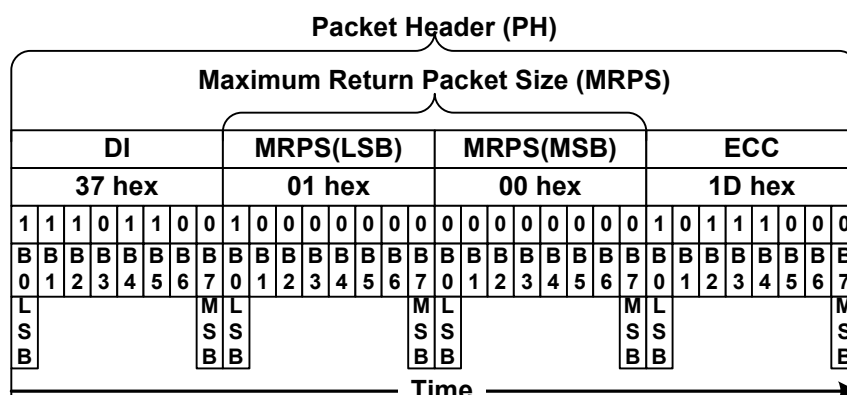 Packet Header (PH)
Maximum Return Packet Size (MRPS)
DI MRPS(LSB) MRPS(MSB) ECC
37 hex 01 hex 00 hex 1D hex
1 1 1 0 1 1 0 0 1 0 0 0 0 0 0 0 0 0 0 0 0 0 0 0 1 0 1 1 1 0 0 0
B B B B B B B B B B B B B B B B B B B B B B B B B B B B B B B B
0 1 2 3 4 5 6 7 0 1 2 3 4 5 6 7 0 1 2 3 4 5 6 7 0 1 2 3 4 5 6 7
L M L M L M L M
S S S S S S S S
B B B B B B B B
Time